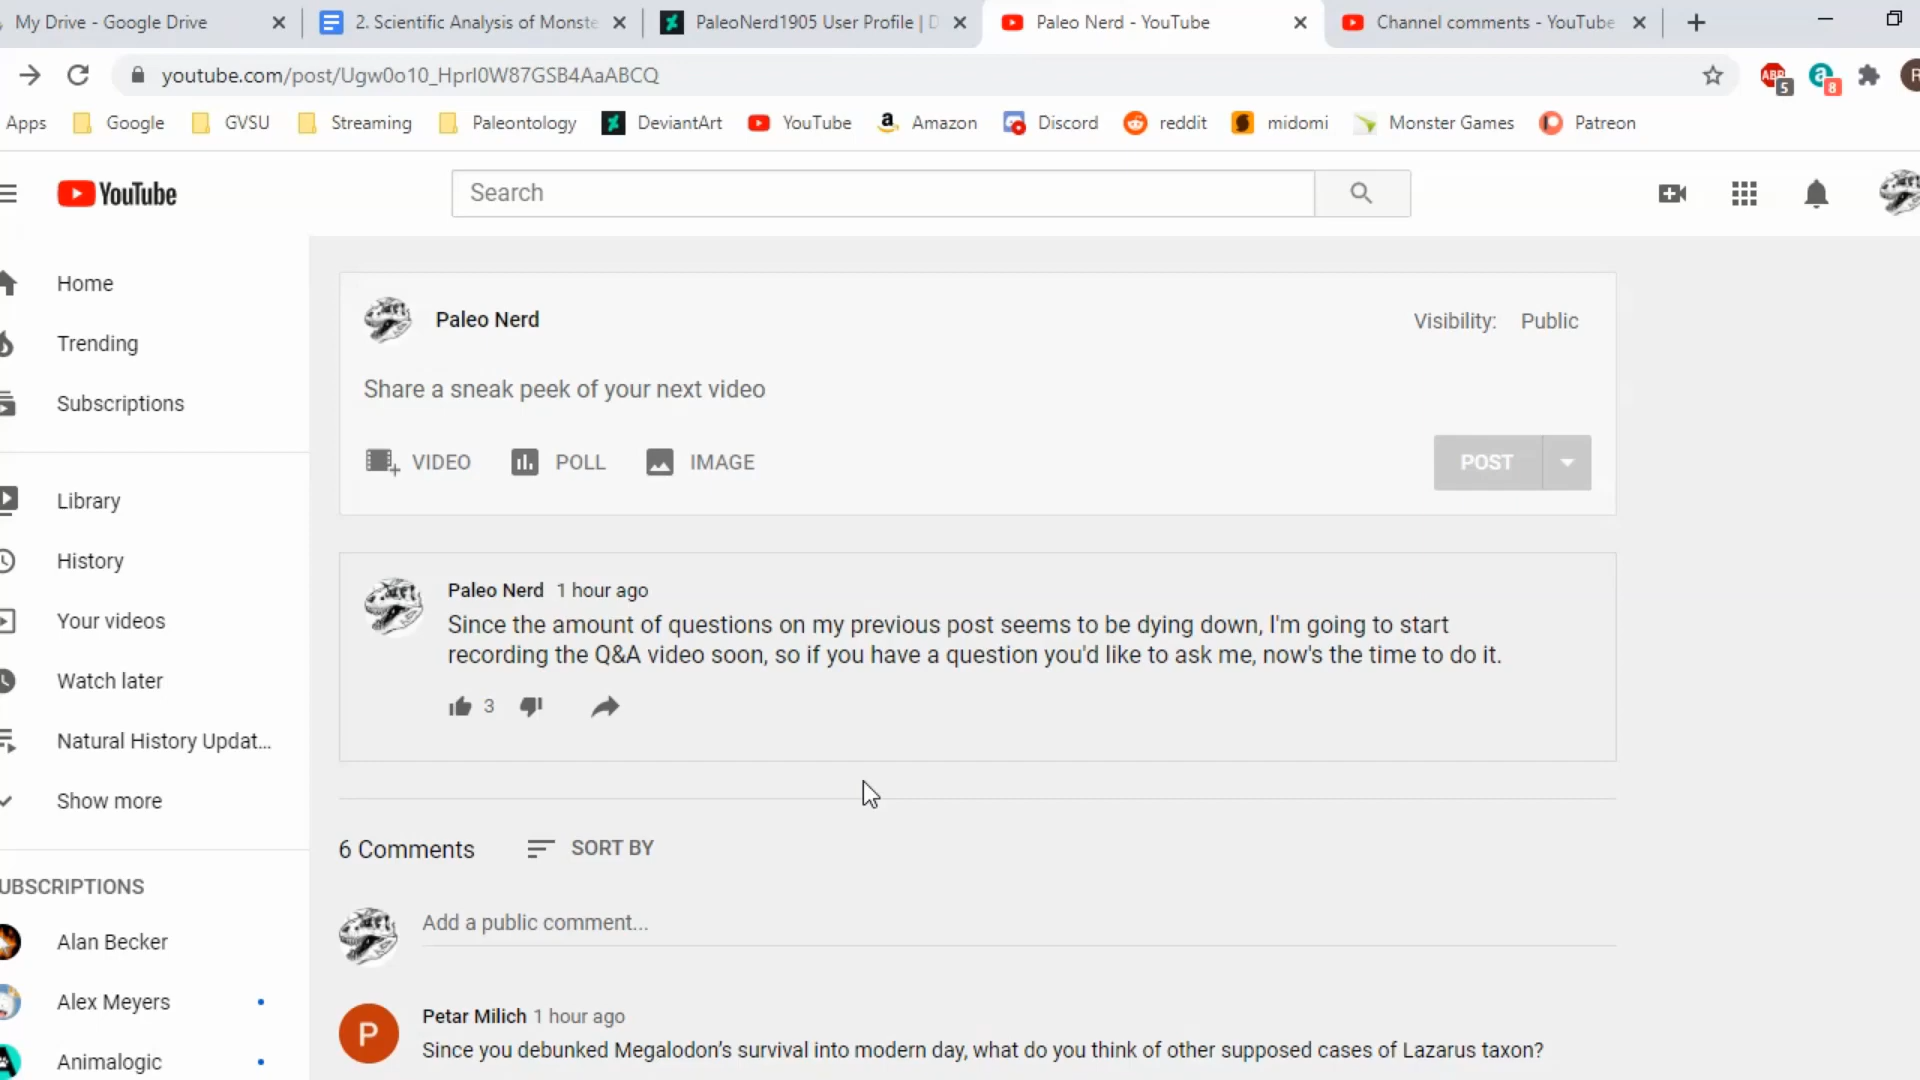 My Drive - Google Drive
2. Scientific Analysis of Monste
PaleoNerd1905 User Profile | D
Paleo Nerd - YouTube
Channel comments - YouTube
youtube.com/post/Ugw0o10_HprI0W87GSB4AaABCQ
ABP 5
a 8
R
Apps
Google
GVSU
Streaming
Paleontology
DeviantArt
YouTube
Amazon
Discord
reddit
midomi
Monster Games
Patreon
YouTube
Search
Home
Trending
Subscriptions
Library
History
Your videos
Watch later
Natural History Updat...
Show more
UBSCRIPTIONS
Alan Becker
Alex Meyers
Animalogic
Paleo Nerd
Visibility: Public
Share a sneak peek of your next video
VIDEO
POLL
IMAGE
POST
Paleo Nerd 1 hour ago
Since the amount of questions on my previous post seems to be dying down, I'm going to start
recording the Q&A video soon, so if you have a question you'd like to ask me, now's the time to do it.
3
6 Comments
SORT BY
Add a public comment...
P
Petar Milich 1 hour ago
Since you debunked Megalodon’s survival into modern day, what do you think of other supposed cases of Lazarus taxon?